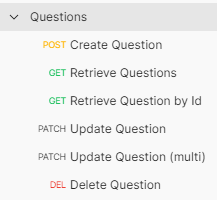 Questions
POST Create Question
GET Retrieve Questions
GET Retrieve Question by Id
PATCH Update Question
PATCH Update Question (multi)
DEL Delete Question